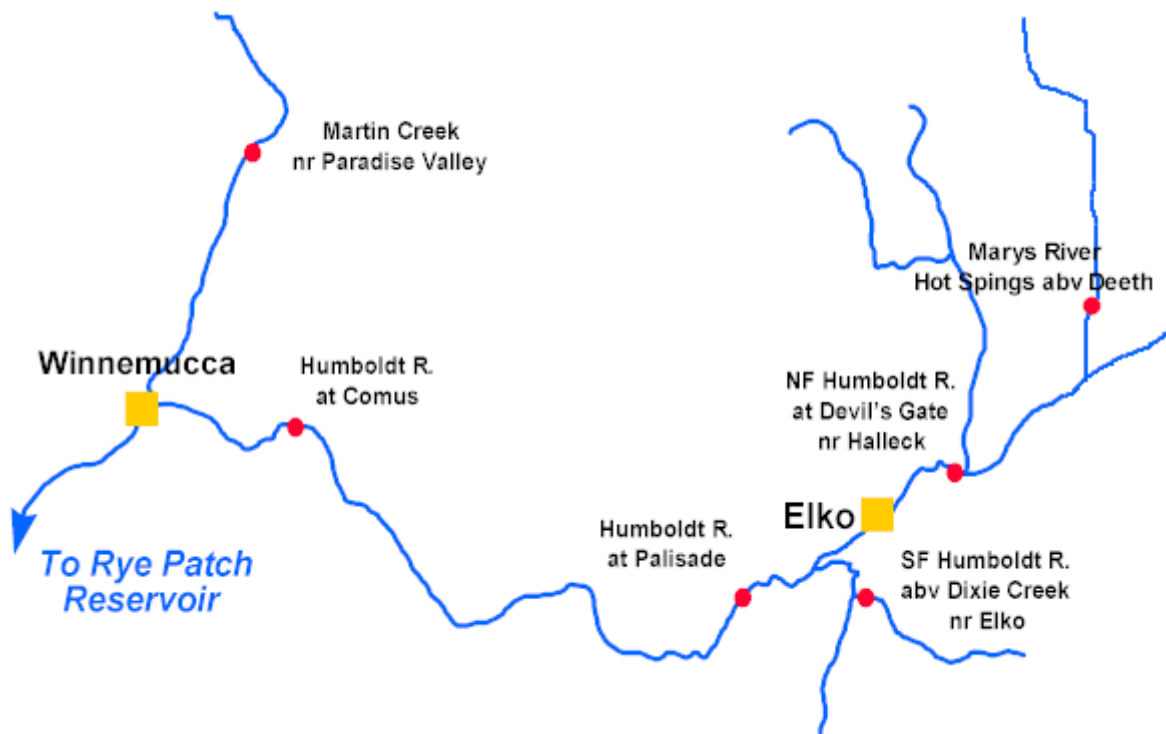 Martin Creek
nr Paradise Valley
Marys River
Hot Spings abv Deeth
Winnemucca
Humboldt R.
at Comus
NF Humboldt R.
at Devil's Gate
nr Halleck
Elko
Humboldt R.
at Palisade
SF Humboldt R.
abv Dixie Creek
nr Elko
To Rye Patch
Reservoir